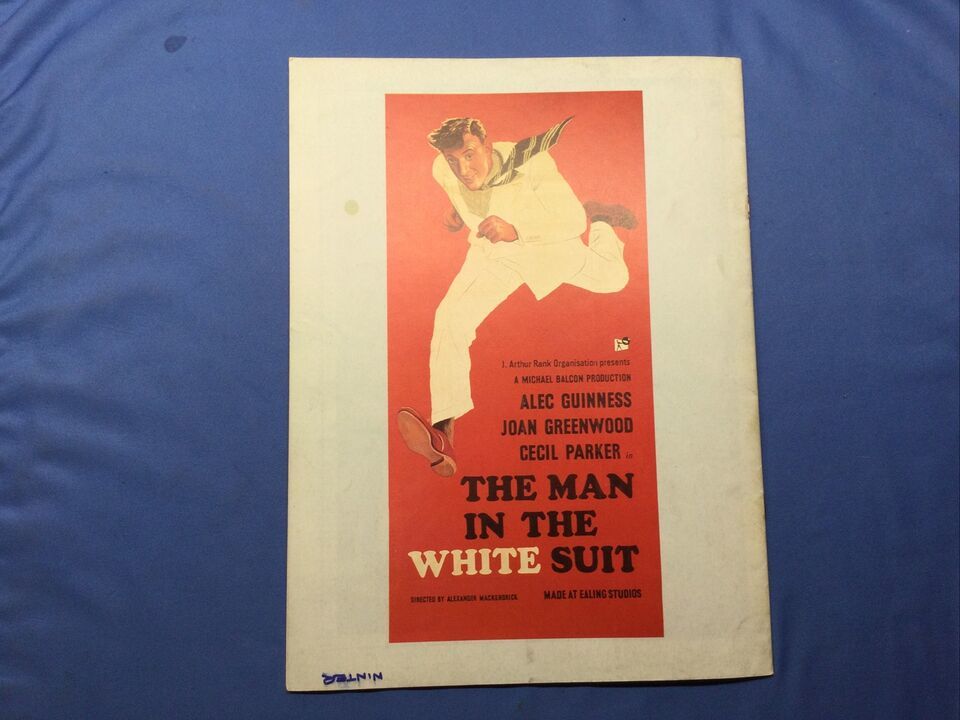 J. Arthur Rank Organisation presents
A MICHAEL BALCON PRODUCTION
ALEC GUINNESS
JOAN GREENWOOD
CECIL PARKER in
THE MAN
IN THE
WHITE SUIT
DIRECTED BY ALEXANDER MACKENDRICK
MADE AT EALING STUDIOS